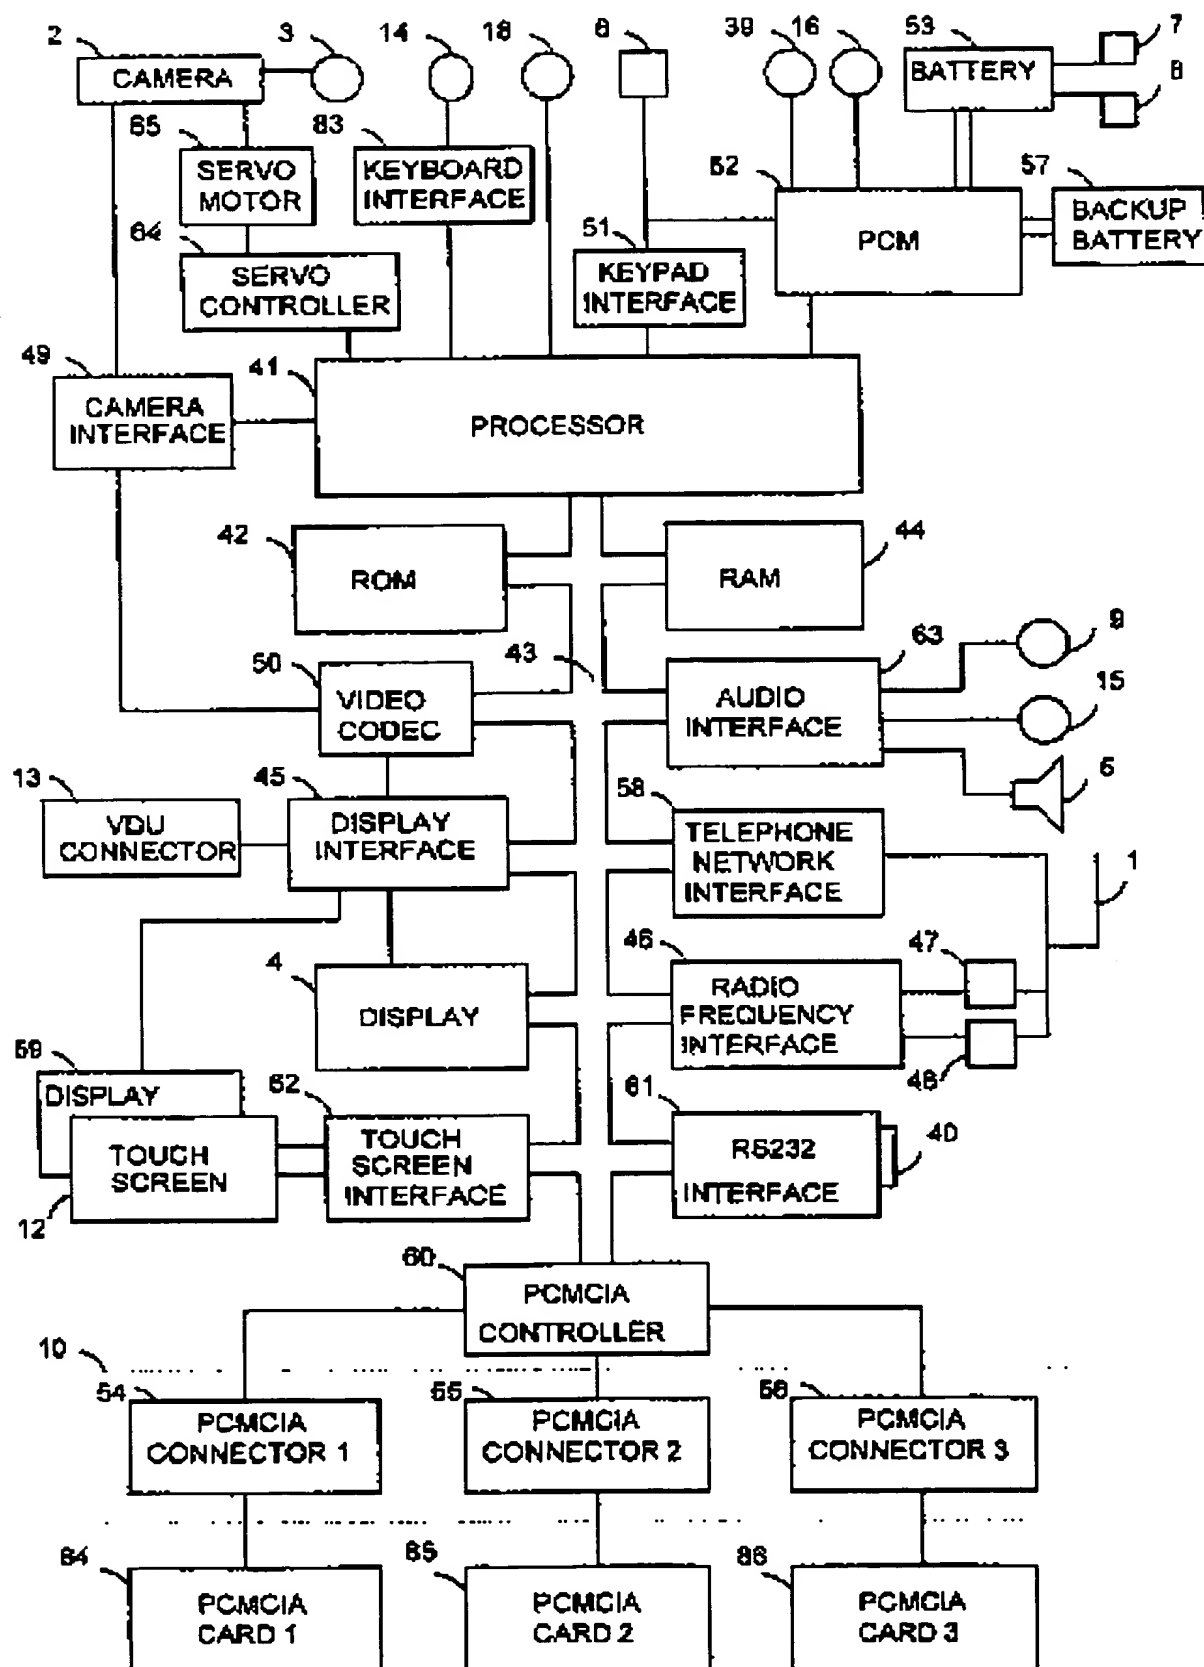 2 3 14 18 6 39 16 53 7
CAMERA
BATTERY
8
65 83
SERVO
MOTOR
KEYBOARD
INTERFACE
52 57
PCM
BACKUP
BATTERY
64
SERVO
CONTROLLER
51
KEYPAD
INTERFACE
49 41
CAMERA
INTERFACE
PROCESSOR
42 44
ROM RAM
43
50 63 9
VIDEO
CODEC
AUDIO
INTERFACE
15
13 45 58 5
VDU
CONNECTOR
DISPLAY
INTERFACE
TELEPHONE
NETWORK
INTERFACE
1
4 46 47
DISPLAY
RADIO
FREQUENCY
INTERFACE
48
59 62 61 40
DISPLAY
TOUCH
SCREEN
12
TOUCH
SCREEN
INTERFACE
RS232
INTERFACE
60
PCMCIA
CONTROLLER
10
54 55 56
PCMCIA
CONNECTOR 1
PCMCIA
CONNECTOR 2
PCMCIA
CONNECTOR 3
84 85 86
PCMCIA
CARD 1
PCMCIA
CARD 2
PCMCIA
CARD 3